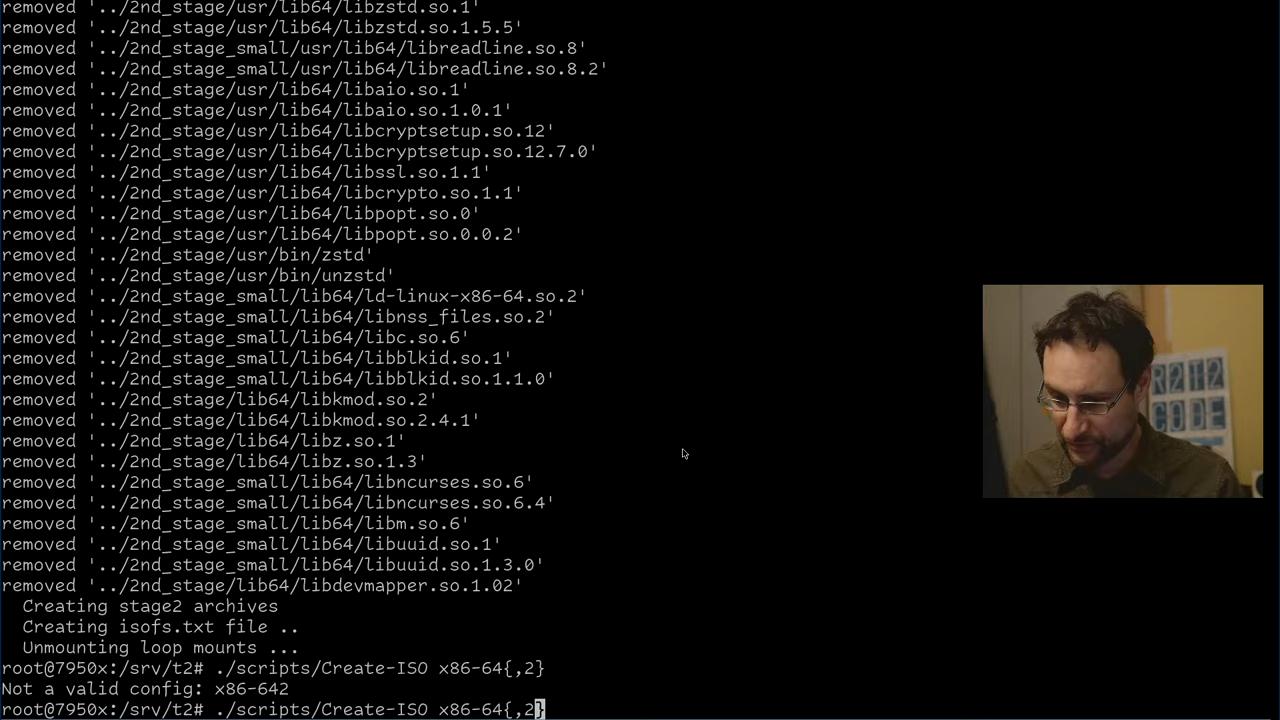 removed '../2nd_stage/usr/lib64/libzstd.so.1'
removed '../2nd_stage/usr/lib64/libzstd.so.1.5.5'
removed '../2nd_stage_small/usr/lib64/libreadline.so.8'
removed '../2nd_stage_small/usr/lib64/libreadline.so.8.2'
removed '../2nd_stage/usr/lib64/libaio.so.1'
removed '../2nd_stage/usr/lib64/libaio.so.1.0.1'
removed '../2nd_stage/usr/lib64/libcryptsetup.so.12'
removed '../2nd_stage/usr/lib64/libcryptsetup.so.12.7.0'
removed '../2nd_stage/usr/lib64/libssl.so.1.1'
removed '../2nd_stage/usr/lib64/libcrypto.so.1.1'
removed '../2nd_stage/usr/lib64/libpopt.so.0'
removed '../2nd_stage/usr/lib64/libpopt.so.0.0.2'
removed '../2nd_stage/usr/bin/zstd'
removed '../2nd_stage/usr/bin/unzstd'
removed '../2nd_stage_small/lib64/ld-linux-x86-64.so.2'
removed '../2nd_stage_small/lib64/libnss_files.so.2'
removed '../2nd_stage_small/lib64/libc.so.6'
removed '../2nd_stage_small/lib64/libblkid.so.1'
removed '../2nd_stage_small/lib64/libblkid.so.1.1.0'
removed '../2nd_stage/lib64/libkmod.so.2'
removed '../2nd_stage/lib64/libkmod.so.2.4.1'
removed '../2nd_stage/lib64/libz.so.1'
removed '../2nd_stage/lib64/libz.so.1.3'
removed '../2nd_stage_small/lib64/libncurses.so.6'
removed '../2nd_stage_small/lib64/libncurses.so.6.4'
removed '../2nd_stage_small/lib64/libm.so.6'
removed '../2nd_stage_small/lib64/libuuid.so.1'
removed '../2nd_stage_small/lib64/libuuid.so.1.3.0'
removed '../2nd_stage/lib64/libdevmapper.so.1.02'
Creating stage2 archives
Creating isofs.txt file ..
Unmounting loop mounts ...
root@7950x:/srv/t2# ./scripts/Create-ISO x86-64{,2}
Not a valid config: x86-642
root@7950x:/srv/t2# ./scripts/Create-ISO x86-64{,2}
R2T2
CODE